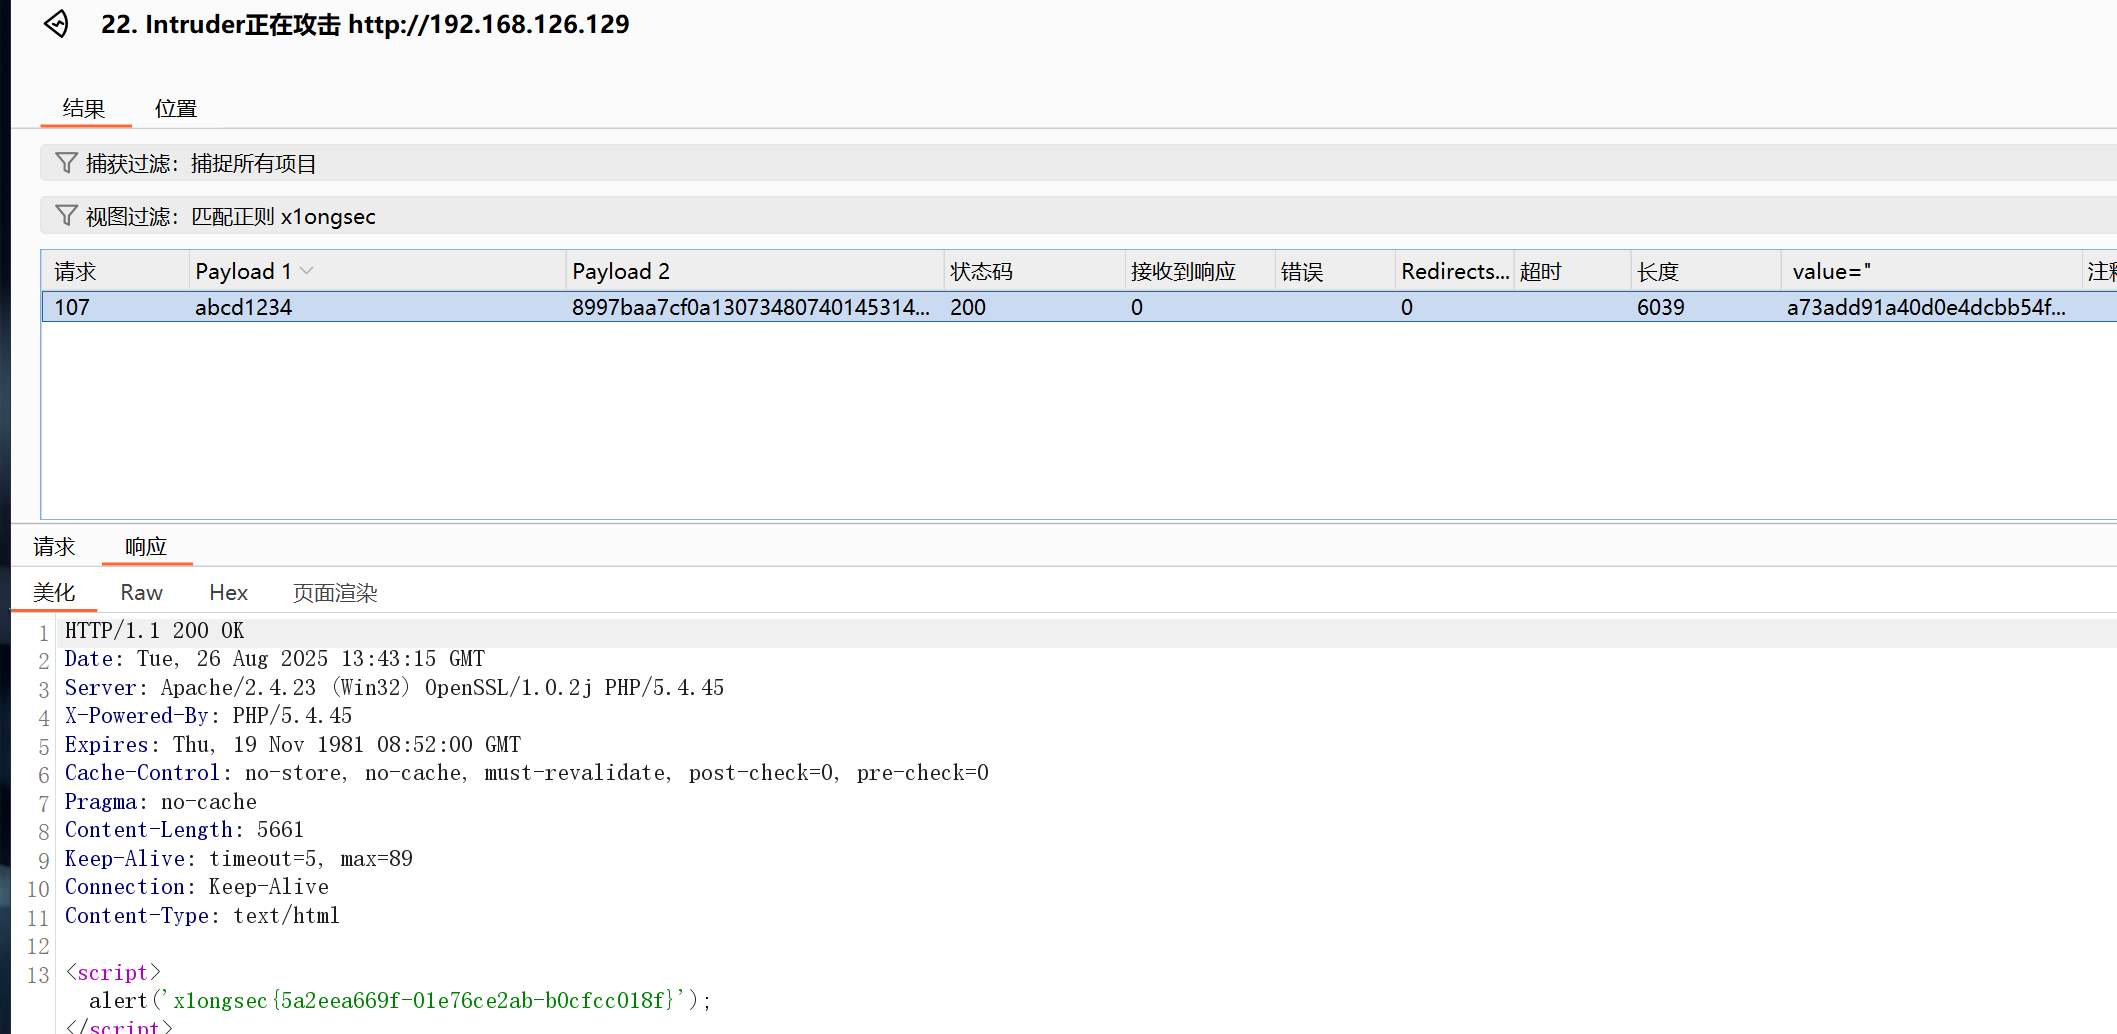 22. Intruder正在攻击 http://192.168.126.129
结果 位置
捕获过滤：捕捉所有项目
视图过滤：匹配正则 x1ongsec
请求 Payload 1 Payload 2 状态码 接收到响应 错误 Redirects... 超时 长度 value=" 注释
107 abcd1234 8997baa7cf0a13073480740145314... 200 0 0 6039 a73add91a40d0e4dcbb54f...
请求 响应
美化 Raw Hex 页面渲染
1 HTTP/1.1 200 OK
2 Date: Tue, 26 Aug 2025 13:43:15 GMT
3 Server: Apache/2.4.23 (Win32) OpenSSL/1.0.2j PHP/5.4.45
4 X-Powered-By: PHP/5.4.45
5 Expires: Thu, 19 Nov 1981 08:52:00 GMT
6 Cache-Control: no-store, no-cache, must-revalidate, post-check=0, pre-check=0
7 Pragma: no-cache
8 Content-Length: 5661
9 Keep-Alive: timeout=5, max=89
10 Connection: Keep-Alive
11 Content-Type: text/html
12
13 <script>
alert('x1ongsec{5a2eea669f-01e76ce2ab-b0cfcc018f}');
</script>